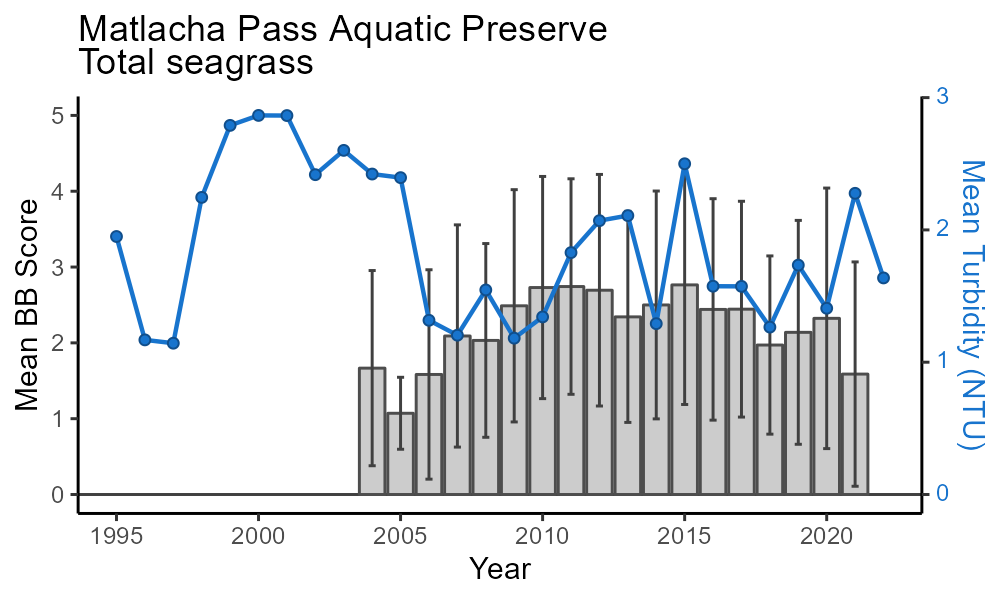 Matlacha Pass Aquatic Preserve
Total seagrass
Mean BB Score
5
4
3
2
1
0
3
2
1
0
Mean Turbidity (NTU)
1995 2000 2005 2010 2015 2020
Year